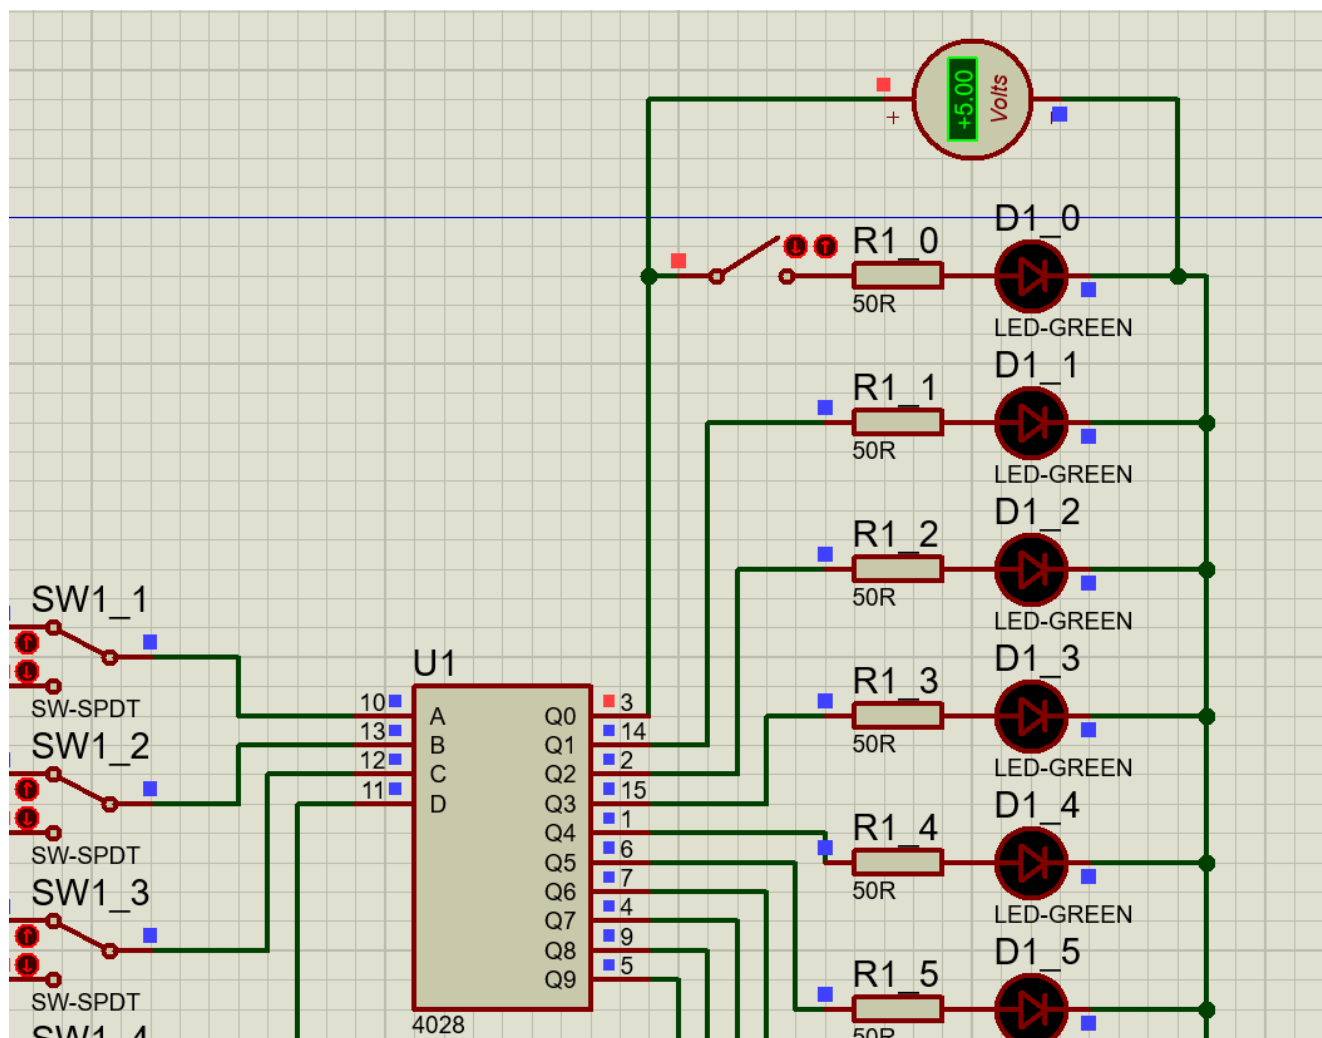 +5.00
Volts
+
D1_0
R1_0
50R
LED-GREEN
D1_1
R1_1
50R
LED-GREEN
D1_2
R1_2
50R
LED-GREEN
SW1_1
SW-SPDT
D1_3
R1_3
50R
LED-GREEN
U1
10 A Q0 3
13 B Q1 14
12 C Q2 2
11 D Q3 15
Q4 1
Q5 6
Q6 7
Q7 4
Q8 9
Q9 5
4028
SW1_2
SW-SPDT
D1_4
R1_4
50R
LED-GREEN
SW1_3
SW-SPDT
D1_5
R1_5
50R
SW1_4